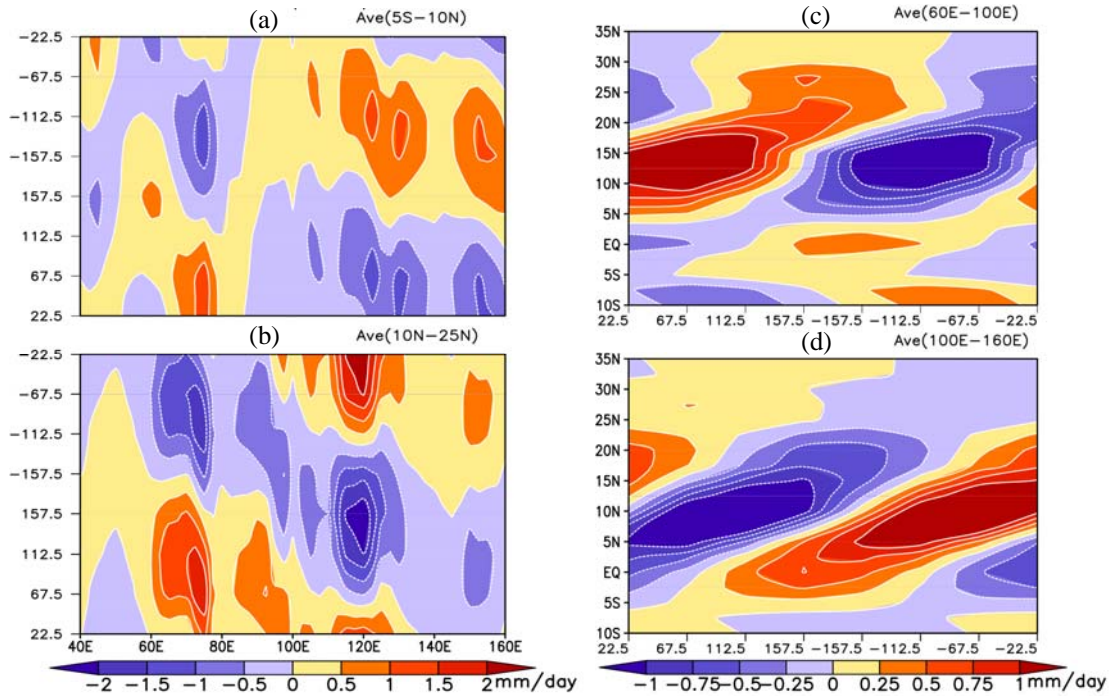 (a) Ave(5S−10N)
−22.5
−67.5
−112.5
−157.5
157.5
112.5
67.5
22.5
(b) Ave(10N−25N)
−22.5
−67.5
−112.5
−157.5
157.5
112.5
67.5
22.5
40E 60E 80E 100E 120E 140E 160E
−2 −1.5 −1 −0.5 0 0.5 1 1.5 2 mm/day
(c) Ave(60E−100E)
35N
30N
25N
20N
15N
10N
5N
EQ
5S
10S
22.5 67.5 112.5 157.5 −157.5 −112.5 −67.5 −22.5
(d) Ave(100E−160E)
35N
30N
25N
20N
15N
10N
5N
EQ
5S
10S
22.5 67.5 112.5 157.5 −157.5 −112.5 −67.5 −22.5
−1 −0.75 −0.5 −0.25 0 0.25 0.5 0.75 1 mm/day